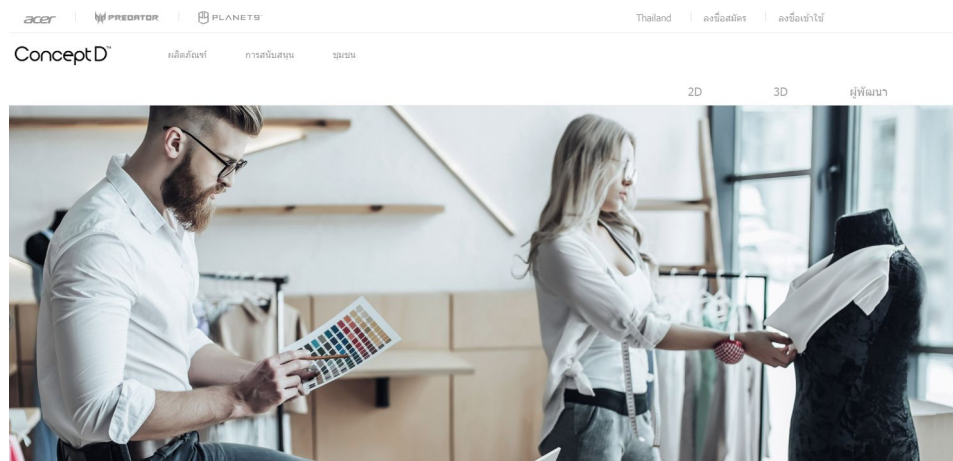 acer PREDATOR PLANET9 Thailand ลงชื่อสมัคร ลงชื่อเข้าใช้
ConceptD™ ผลิตภัณฑ์ การสนับสนุน ชุมชน
2D 3D ผู้พัฒนา